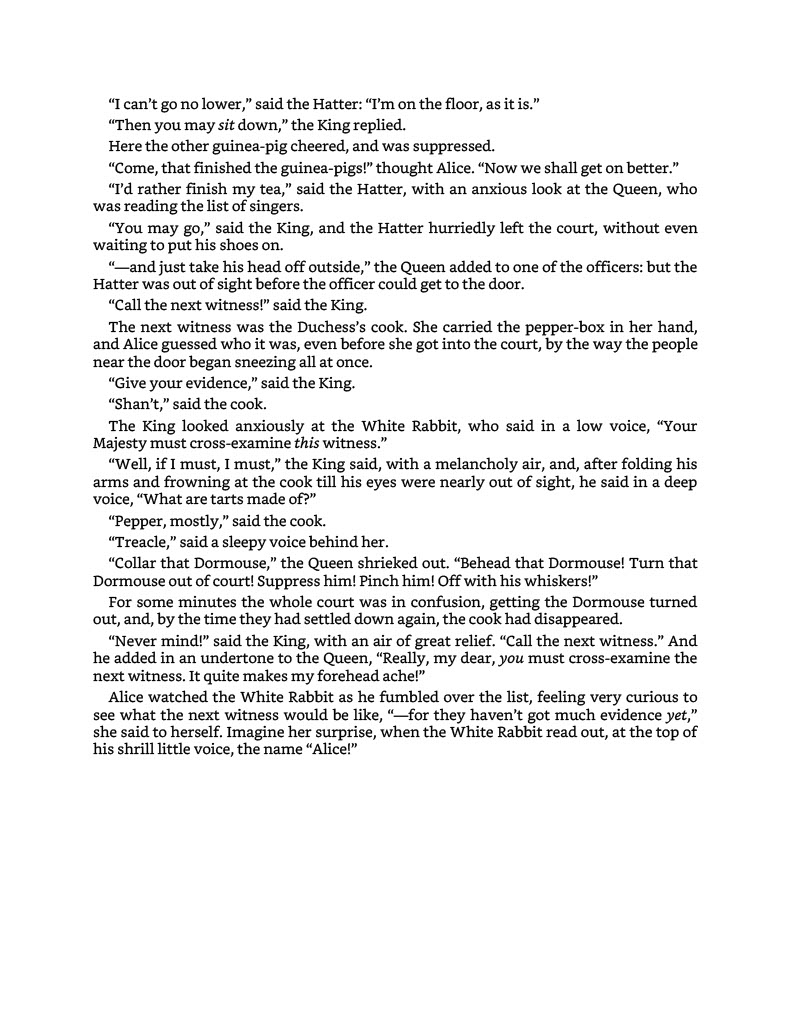 “I can’t go no lower,” said the Hatter: “I’m on the floor, as it is.”
“Then you may sit down,” the King replied.
Here the other guinea-pig cheered, and was suppressed.
“Come, that finished the guinea-pigs!” thought Alice. “Now we shall get on better.”
“I’d rather finish my tea,” said the Hatter, with an anxious look at the Queen, who
was reading the list of singers.
“You may go,” said the King, and the Hatter hurriedly left the court, without even
waiting to put his shoes on.
“—and just take his head off outside,” the Queen added to one of the officers: but the
Hatter was out of sight before the officer could get to the door.
“Call the next witness!” said the King.
The next witness was the Duchess’s cook. She carried the pepper-box in her hand,
and Alice guessed who it was, even before she got into the court, by the way the people
near the door began sneezing all at once.
“Give your evidence,” said the King.
“Shan’t,” said the cook.
The King looked anxiously at the White Rabbit, who said in a low voice, “Your
Majesty must cross-examine this witness.”
“Well, if I must, I must,” the King said, with a melancholy air, and, after folding his
arms and frowning at the cook till his eyes were nearly out of sight, he said in a deep
voice, “What are tarts made of?”
“Pepper, mostly,” said the cook.
“Treacle,” said a sleepy voice behind her.
“Collar that Dormouse,” the Queen shrieked out. “Behead that Dormouse! Turn that
Dormouse out of court! Suppress him! Pinch him! Off with his whiskers!”
For some minutes the whole court was in confusion, getting the Dormouse turned
out, and, by the time they had settled down again, the cook had disappeared.
“Never mind!” said the King, with an air of great relief. “Call the next witness.” And
he added in an undertone to the Queen, “Really, my dear, you must cross-examine the
next witness. It quite makes my forehead ache!”
Alice watched the White Rabbit as he fumbled over the list, feeling very curious to
see what the next witness would be like, “—for they haven’t got much evidence yet,”
she said to herself. Imagine her surprise, when the White Rabbit read out, at the top of
his shrill little voice, the name “Alice!”